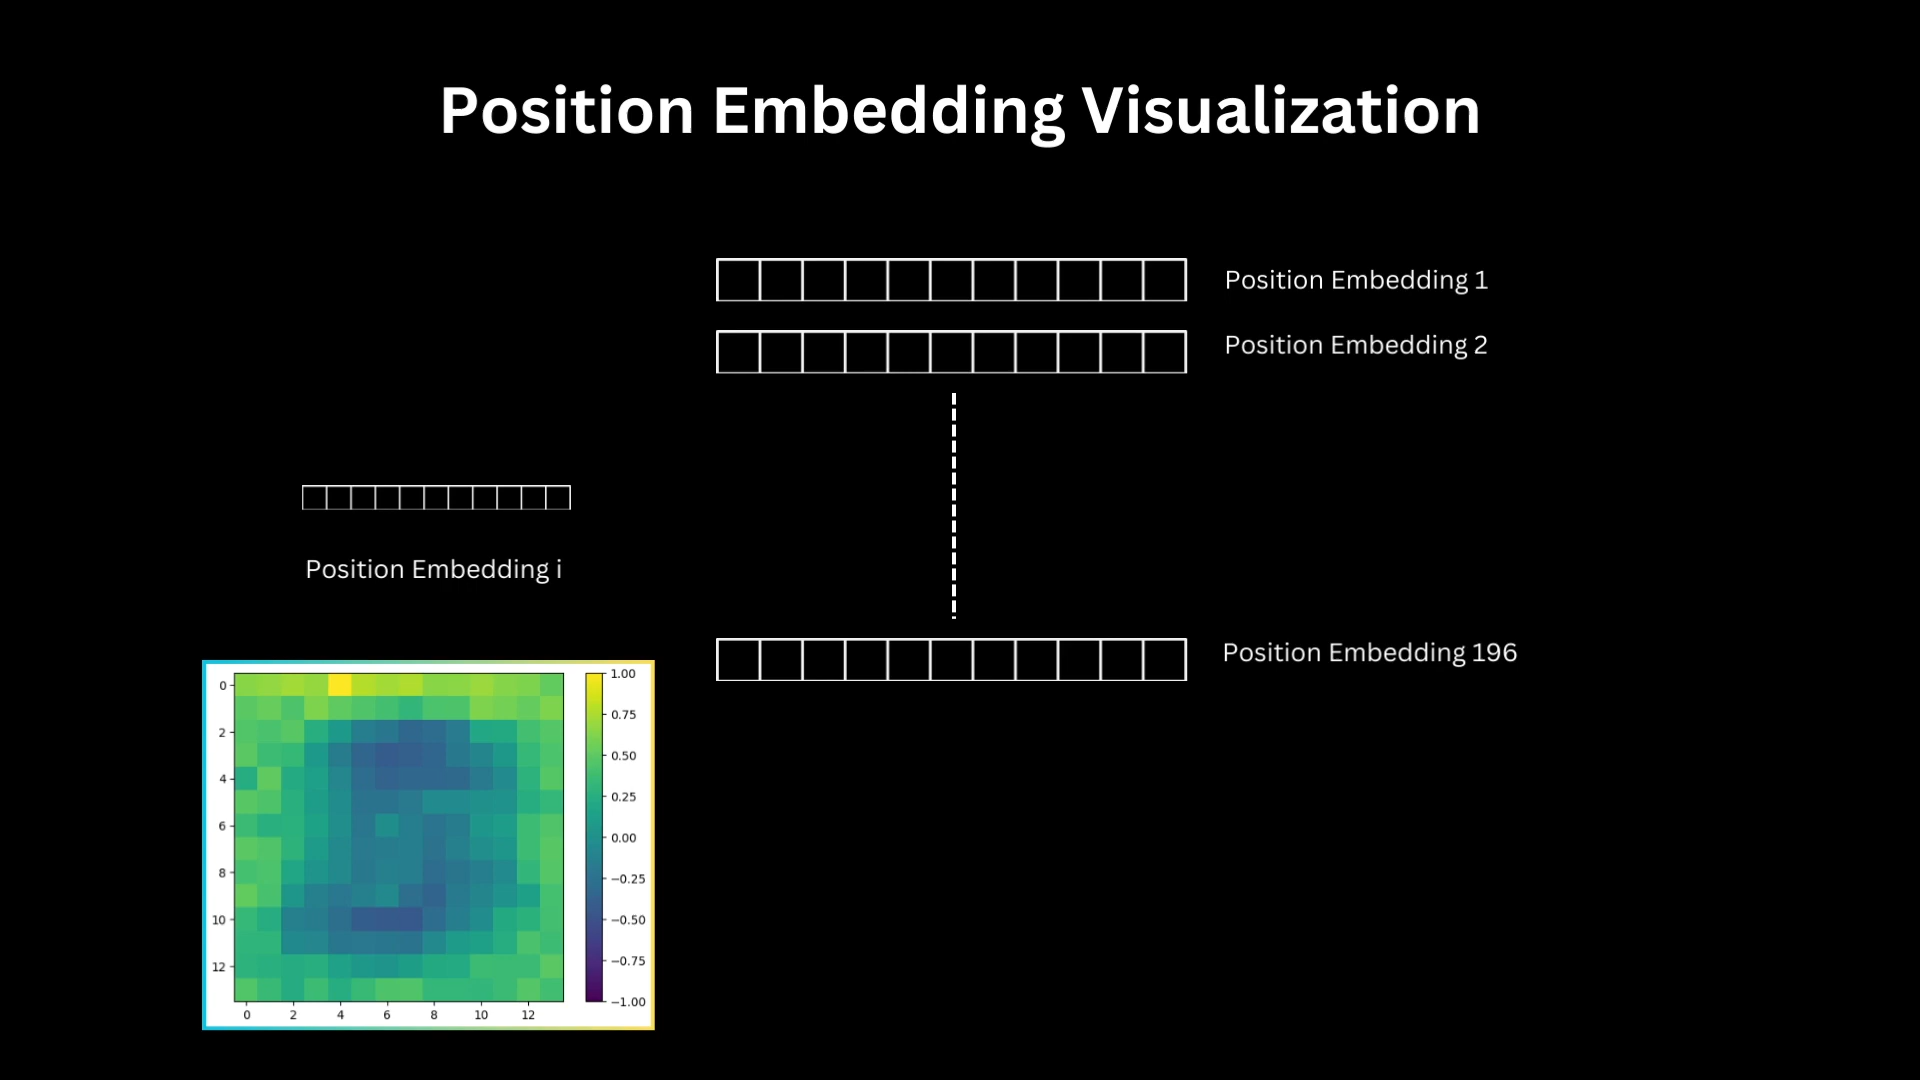 Position Embedding Visualization
Position Embedding 1
Position Embedding 2
Position Embedding i
Position Embedding 196
0
2
4
6
8
10
12
0 2 4 6 8 10 12
1.00
0.75
0.50
0.25
0.00
−0.25
−0.50
−0.75
−1.00